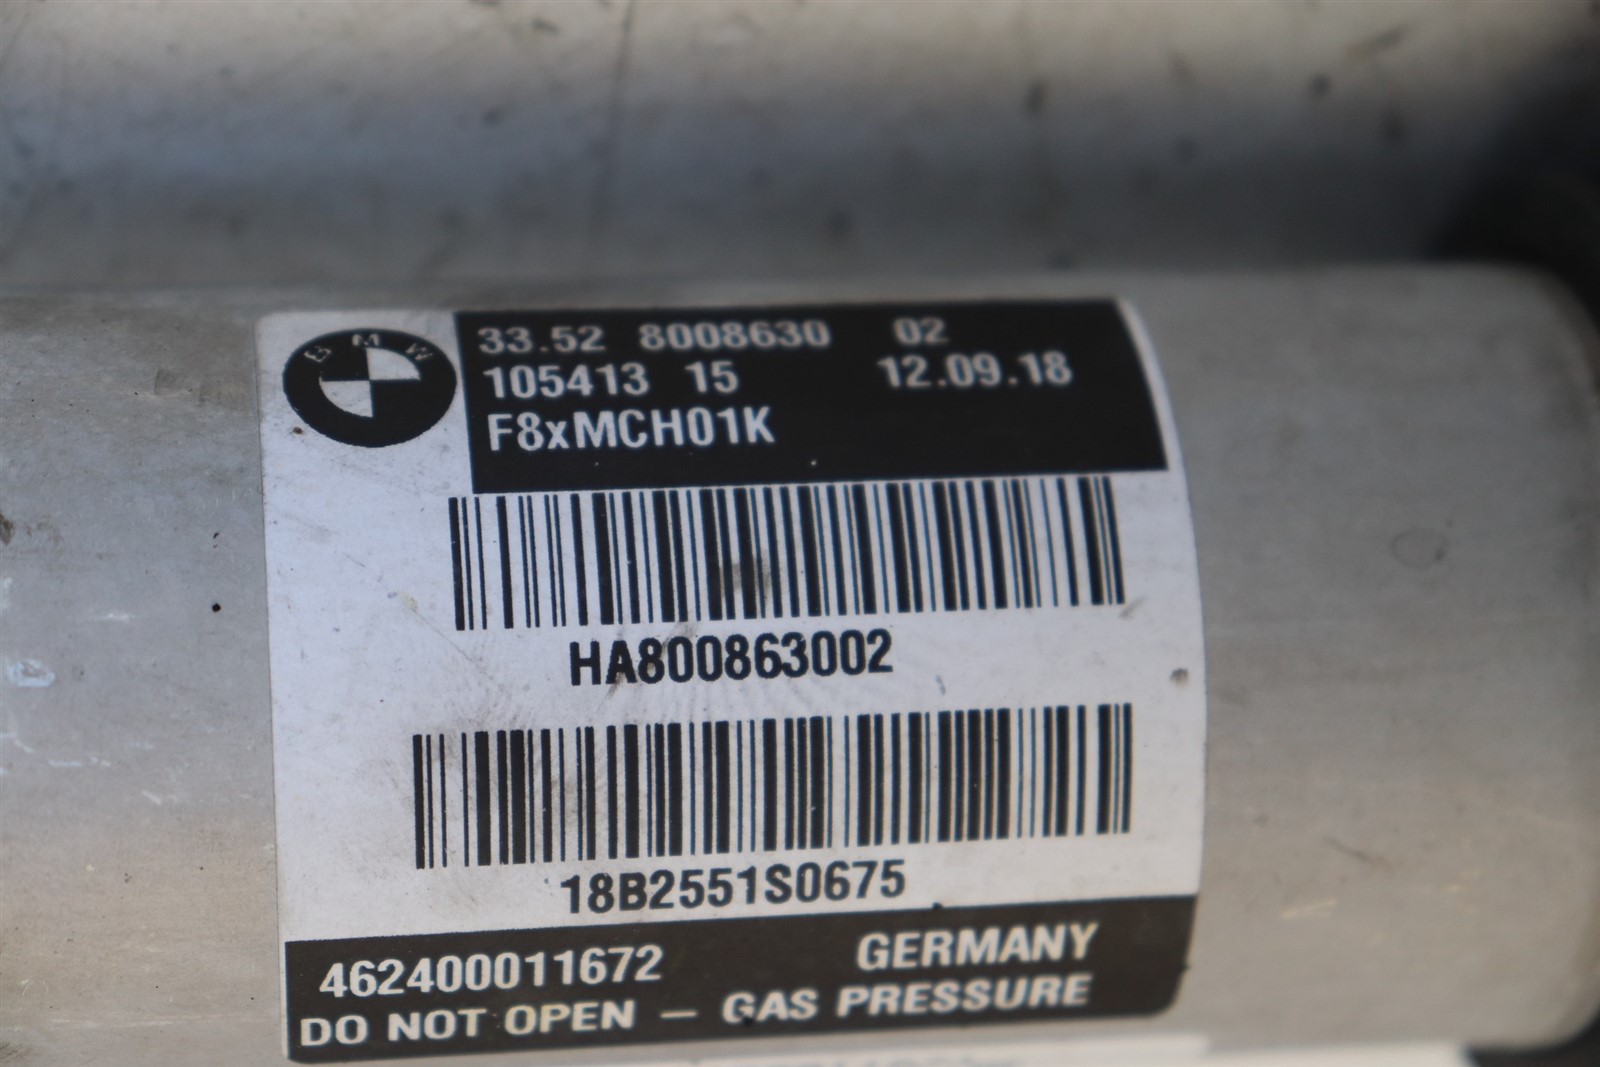 BMW
33.52 8008630 02
105413 15 12.09.18
F8xMCH01K
HA800863002
18B2551S0675
462400011672 GERMANY
DO NOT OPEN – GAS PRESSURE